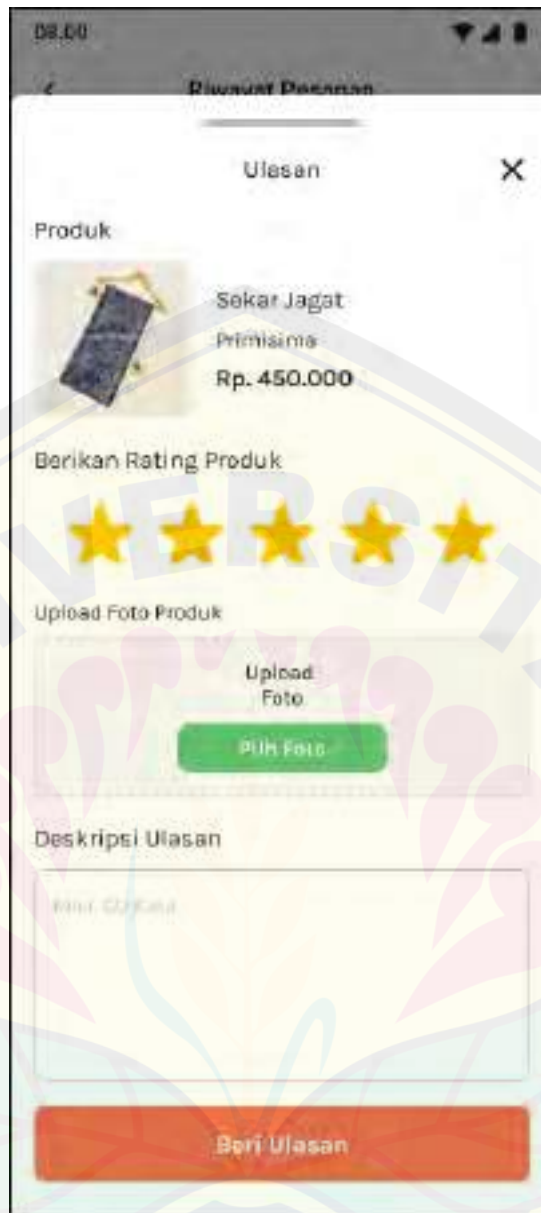 08.00
Riwayat Pesanan
Ulasan
Produk
Sekar Jagat
Primisima
Rp. 450.000
Berikan Rating Produk
Upload Foto Produk
Upload
Foto
Pilih Foto
Deskripsi Ulasan
Beri Ulasan